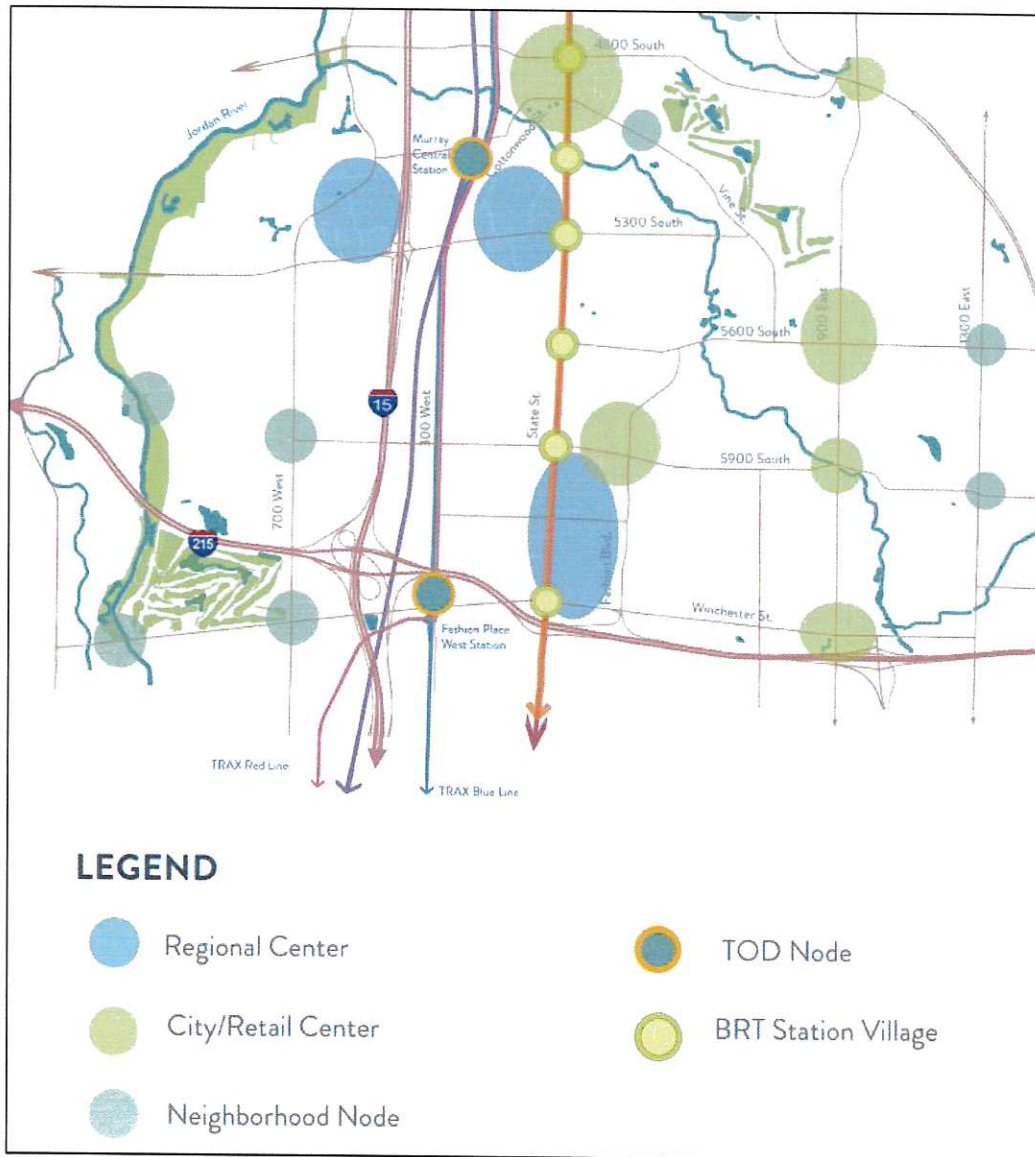 4800 South
Jordan River
Murray
Central
Station
Cottonwood St.
Vine St.
5300 South
900 East
1300 East
5600 South
15
300 West
State St.
5900 South
700 West
215
Winchester St.
Fashion Place
West Station
TRAX Red Line
TRAX Blue Line
LEGEND
Regional Center
TOD Node
City/Retail Center
BRT Station Village
Neighborhood Node